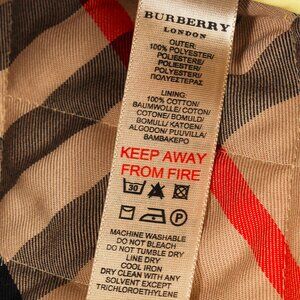 BURBERRY
LONDON
OUTER:
100% POLYESTER/
POLIESTERE/
POLIESTER/
POLYESTER/
ΠΟΛΥΕΣΤΕΡΑΣ
LINING:
100% COTTON/
BAUMWOLLE/ COTON/
COTONE/ BOMULD/
BOMULL/ KATOEN/
ALGODON/ PUUVILLA/
ΒΑΜΒΑΚΕΡΟ
KEEP AWAY
FROM FIRE
30
P
MACHINE WASHABLE
DO NOT BLEACH
DO NOT TUMBLE DRY
LINE DRY
COOL IRON
DRY CLEAN WITH ANY
SOLVENT EXCEPT
TRICHLOROETHYLENE